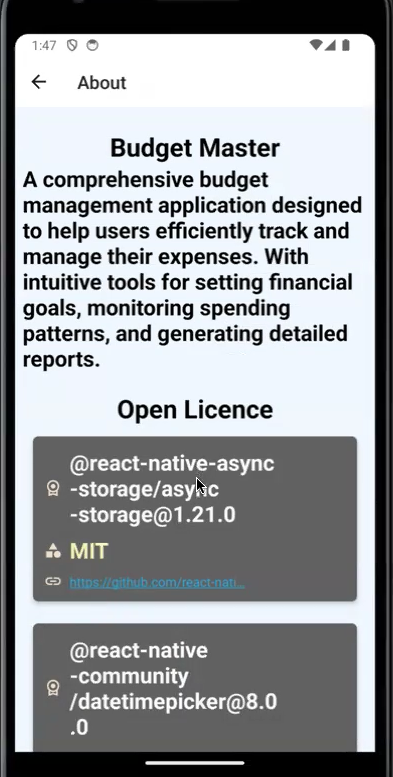 1:47
About
Budget Master
A comprehensive budget
management application designed
to help users efficiently track and
manage their expenses. With
intuitive tools for setting financial
goals, monitoring spending
patterns, and generating detailed
reports.
Open Licence
@react-native-async
-storage/async
-storage@1.21.0
MIT
https://github.com/react-nati...
@react-native
-community
/datetimepicker@8.0
.0